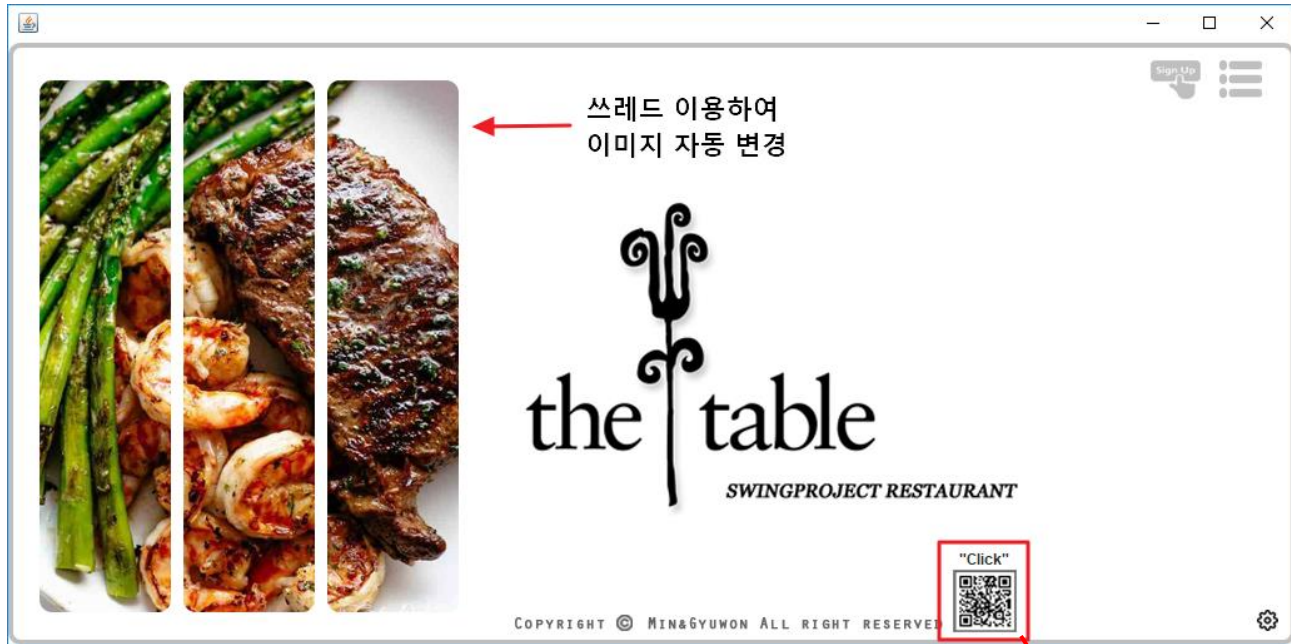 Sign Up
쓰레드 이용하여
이미지 자동 변경
the table
SWINGPROJECT RESTAURANT
"Click"
COPYRIGHT © MIN&GYUWON ALL RIGHT RESERVED